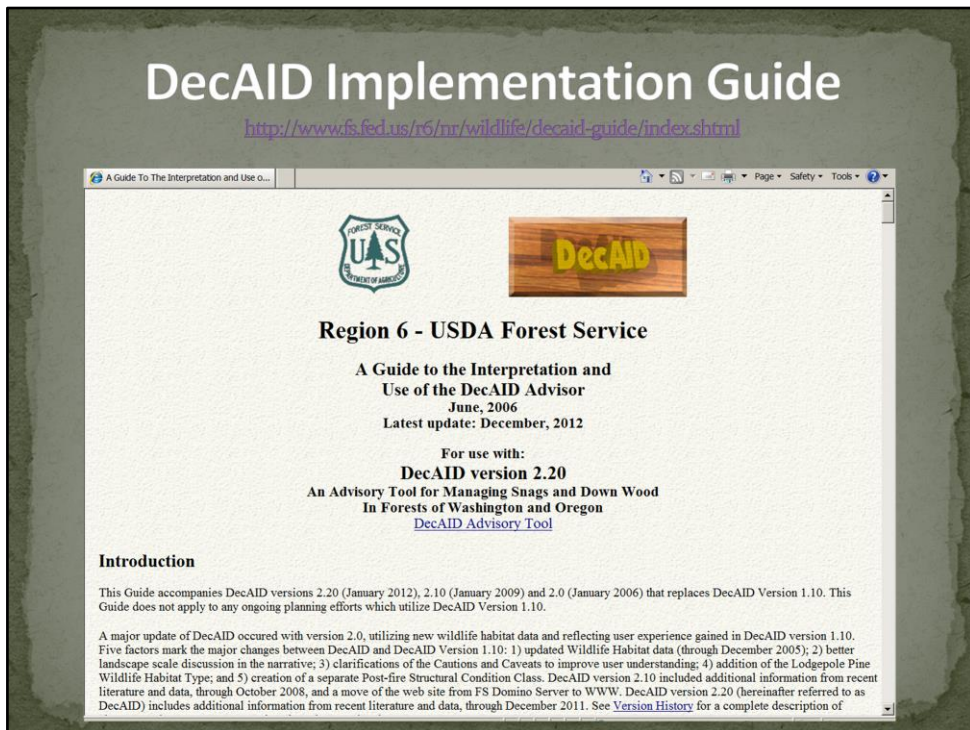 DecAID Implementation Guide
http://www.fs.fed.us/r6/nr/wildlife/decaid-guide/index.shtml
A Guide To The Interpretation and Use o...
Page Safety Tools
FOREST SERVICE
U S
DEPARTMENT OF AGRICULTURE
DecAID
Region 6 - USDA Forest Service
A Guide to the Interpretation and
Use of the DecAID Advisor
June, 2006
Latest update: December, 2012
For use with:
DecAID version 2.20
An Advisory Tool for Managing Snags and Down Wood
In Forests of Washington and Oregon
DecAID Advisory Tool
Introduction
This Guide accompanies DecAID versions 2.20 (January 2012), 2.10 (January 2009) and 2.0 (January 2006) that replaces DecAID Version 1.10. This
Guide does not apply to any ongoing planning efforts which utilize DecAID Version 1.10.
A major update of DecAID occured with version 2.0, utilizing new wildlife habitat data and reflecting user experience gained in DecAID version 1.10.
Five factors mark the major changes between DecAID and DecAID Version 1.10: 1) updated Wildlife Habitat data (through December 2005); 2) better
landscape scale discussion in the narrative; 3) clarifications of the Cautions and Caveats to improve user understanding; 4) addition of the Lodgepole Pine
Wildlife Habitat Type; and 5) creation of a separate Post-fire Structural Condition Class. DecAID version 2.10 included additional information from recent
literature and data, through October 2008, and a move of the web site from FS Domino Server to WWW. DecAID version 2.20 (hereinafter referred to as
DecAID) includes additional information from recent literature and data, through December 2011. See Version History for a complete description of